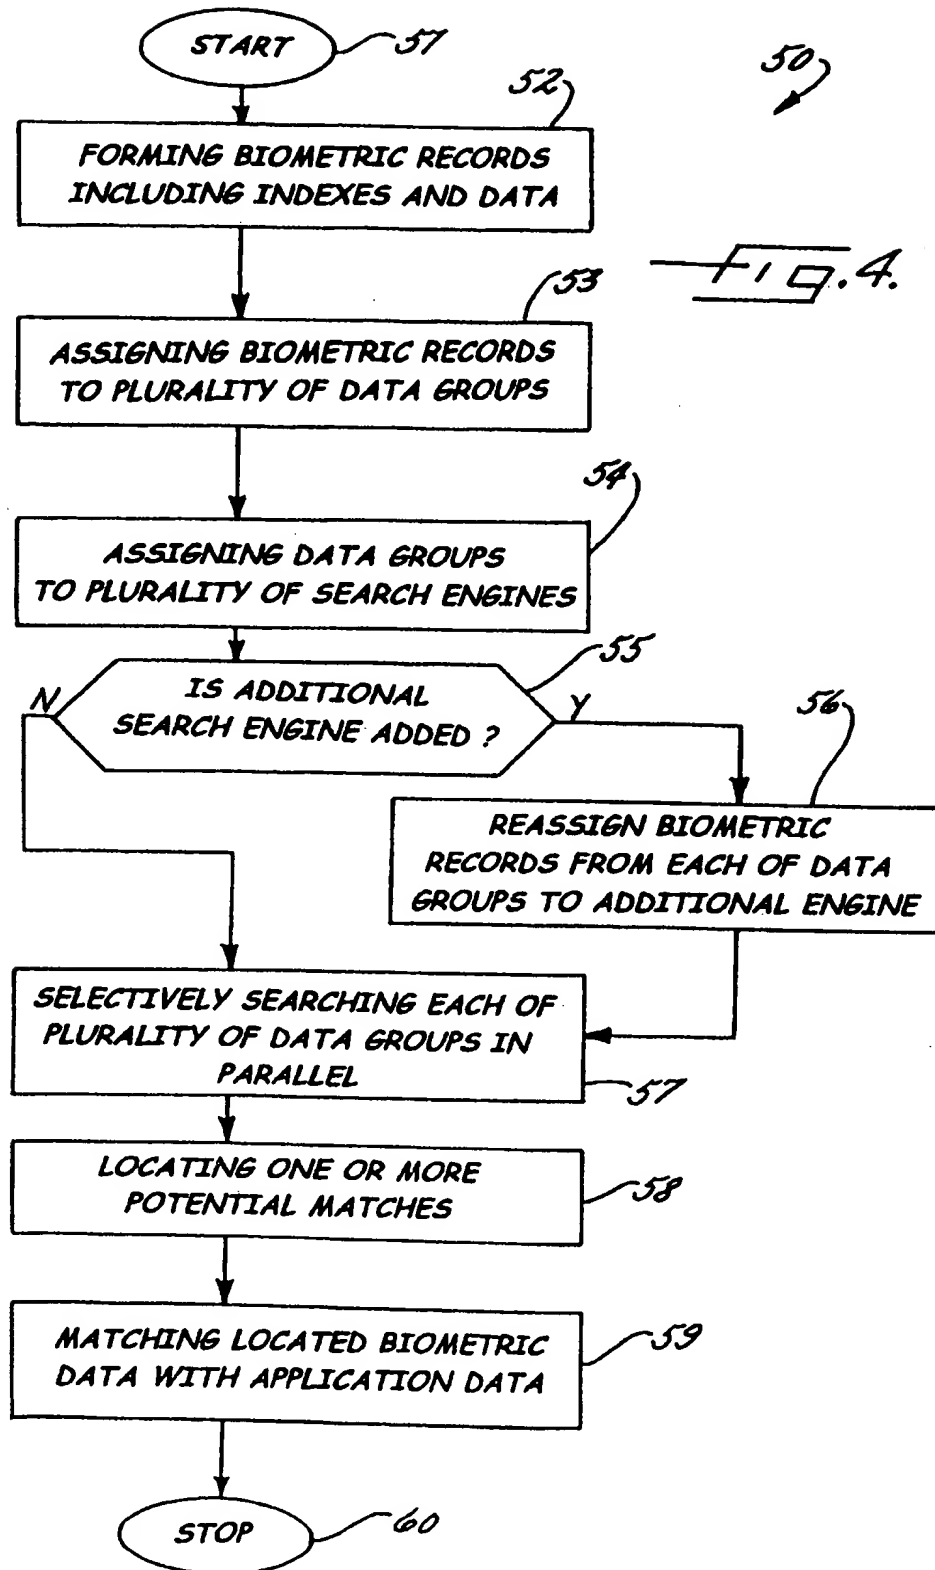 START
57
50
52
FORMING BIOMETRIC RECORDS
INCLUDING INDEXES AND DATA
Fig. 4.
53
ASSIGNING BIOMETRIC RECORDS
TO PLURALITY OF DATA GROUPS
54
ASSIGNING DATA GROUPS
TO PLURALITY OF SEARCH ENGINES
55
IS ADDITIONAL
SEARCH ENGINE ADDED ?
N
Y
56
REASSIGN BIOMETRIC
RECORDS FROM EACH OF DATA
GROUPS TO ADDITIONAL ENGINE
SELECTIVELY SEARCHING EACH OF
PLURALITY OF DATA GROUPS IN
PARALLEL
57
LOCATING ONE OR MORE
POTENTIAL MATCHES
58
MATCHING LOCATED BIOMETRIC
DATA WITH APPLICATION DATA
59
STOP
60